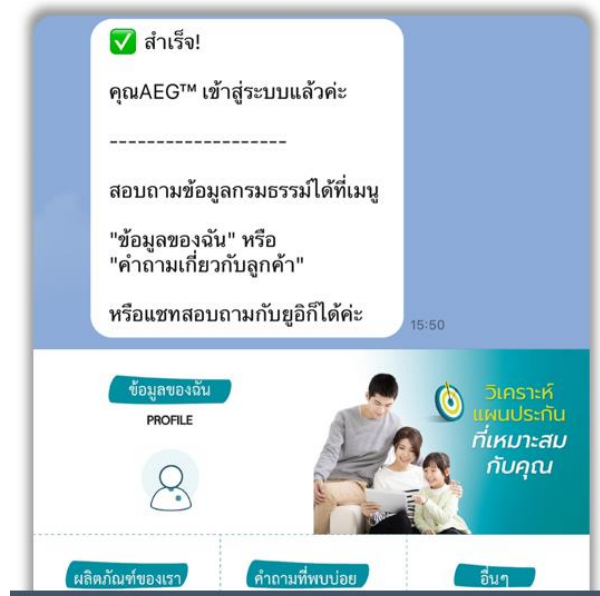 ✅ สำเร็จ!
คุณAEG™ เข้าสู่ระบบแล้วค่ะ
-------------------
สอบถามข้อมูลกรมธรรม์ได้ที่เมนู
"ข้อมูลของฉัน" หรือ
"คำถามเกี่ยวกับลูกค้า"
หรือแชทสอบถามกับยูอิก็ได้ค่ะ
15:50
ข้อมูลของฉัน
PROFILE
วิเคราะห์
แผนประกัน
ที่เหมาะสม
กับคุณ
ผลิตภัณฑ์ของเรา
คำถามที่พบบ่อย
อื่นๆ